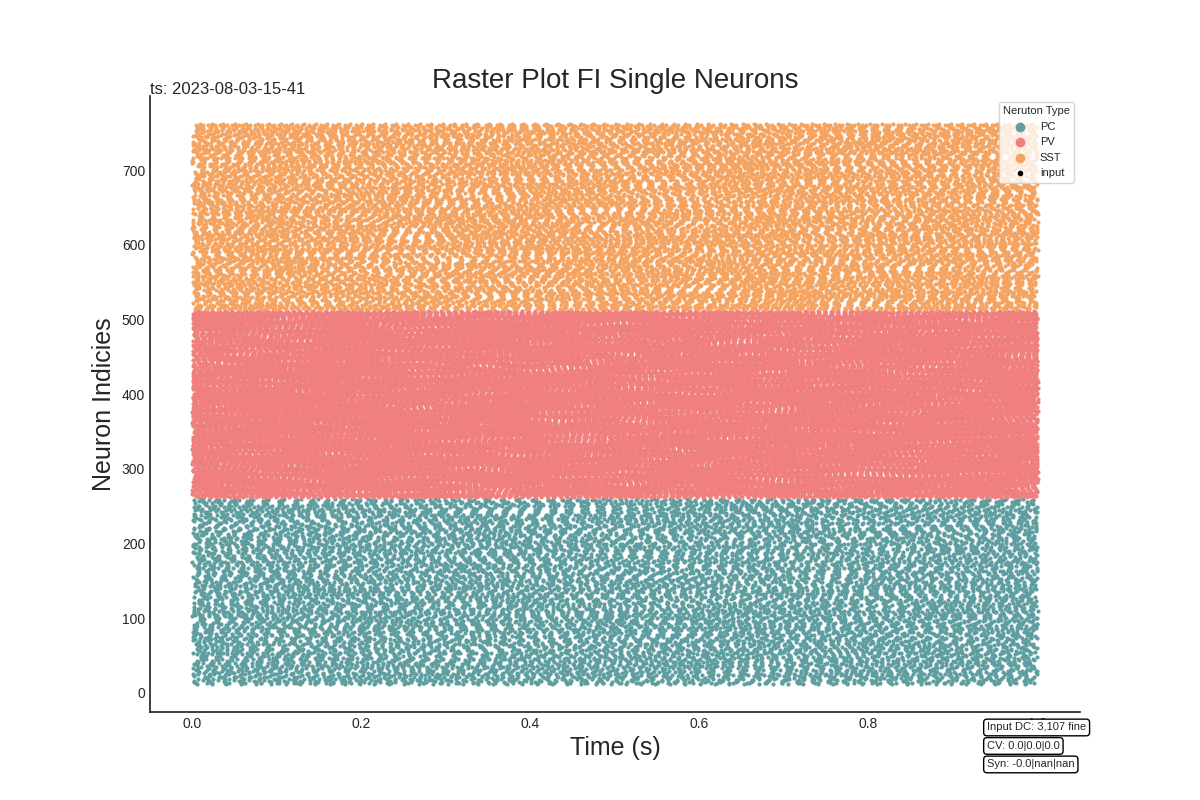 Raster Plot FI Single Neurons
ts: 2023-08-03-15-41
Neruton Type
PC
PV
SST
input
Neuron Indicies
700
600
500
400
300
200
100
0
0.0 0.2 0.4 0.6 0.8
Time (s)
Input DC: 3,107 fine
CV: 0.0|0.0|0.0
Syn: -0.0|nan|nan